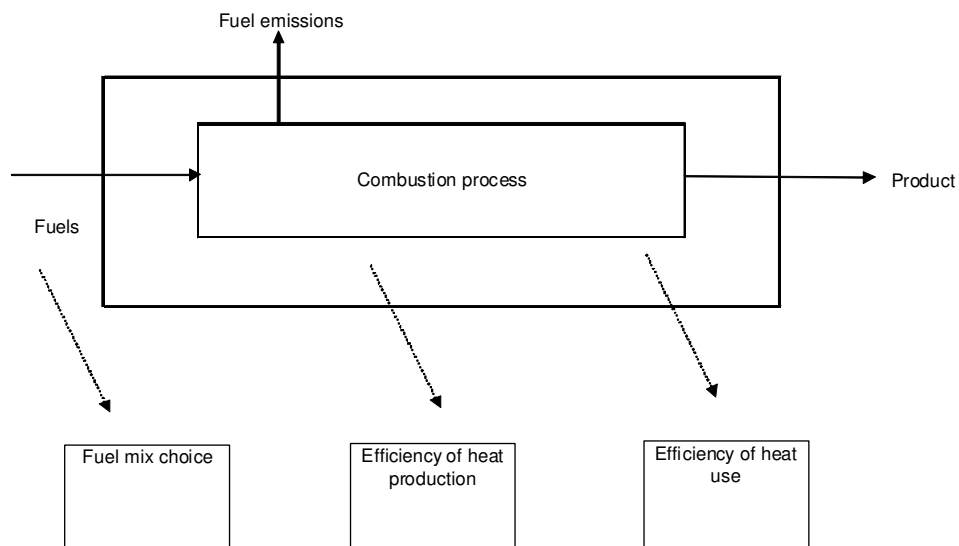 Fuel emissions
Combustion process
Product
Fuels
Fuel mix choice
Efficiency of heat
production
Efficiency of heat
use